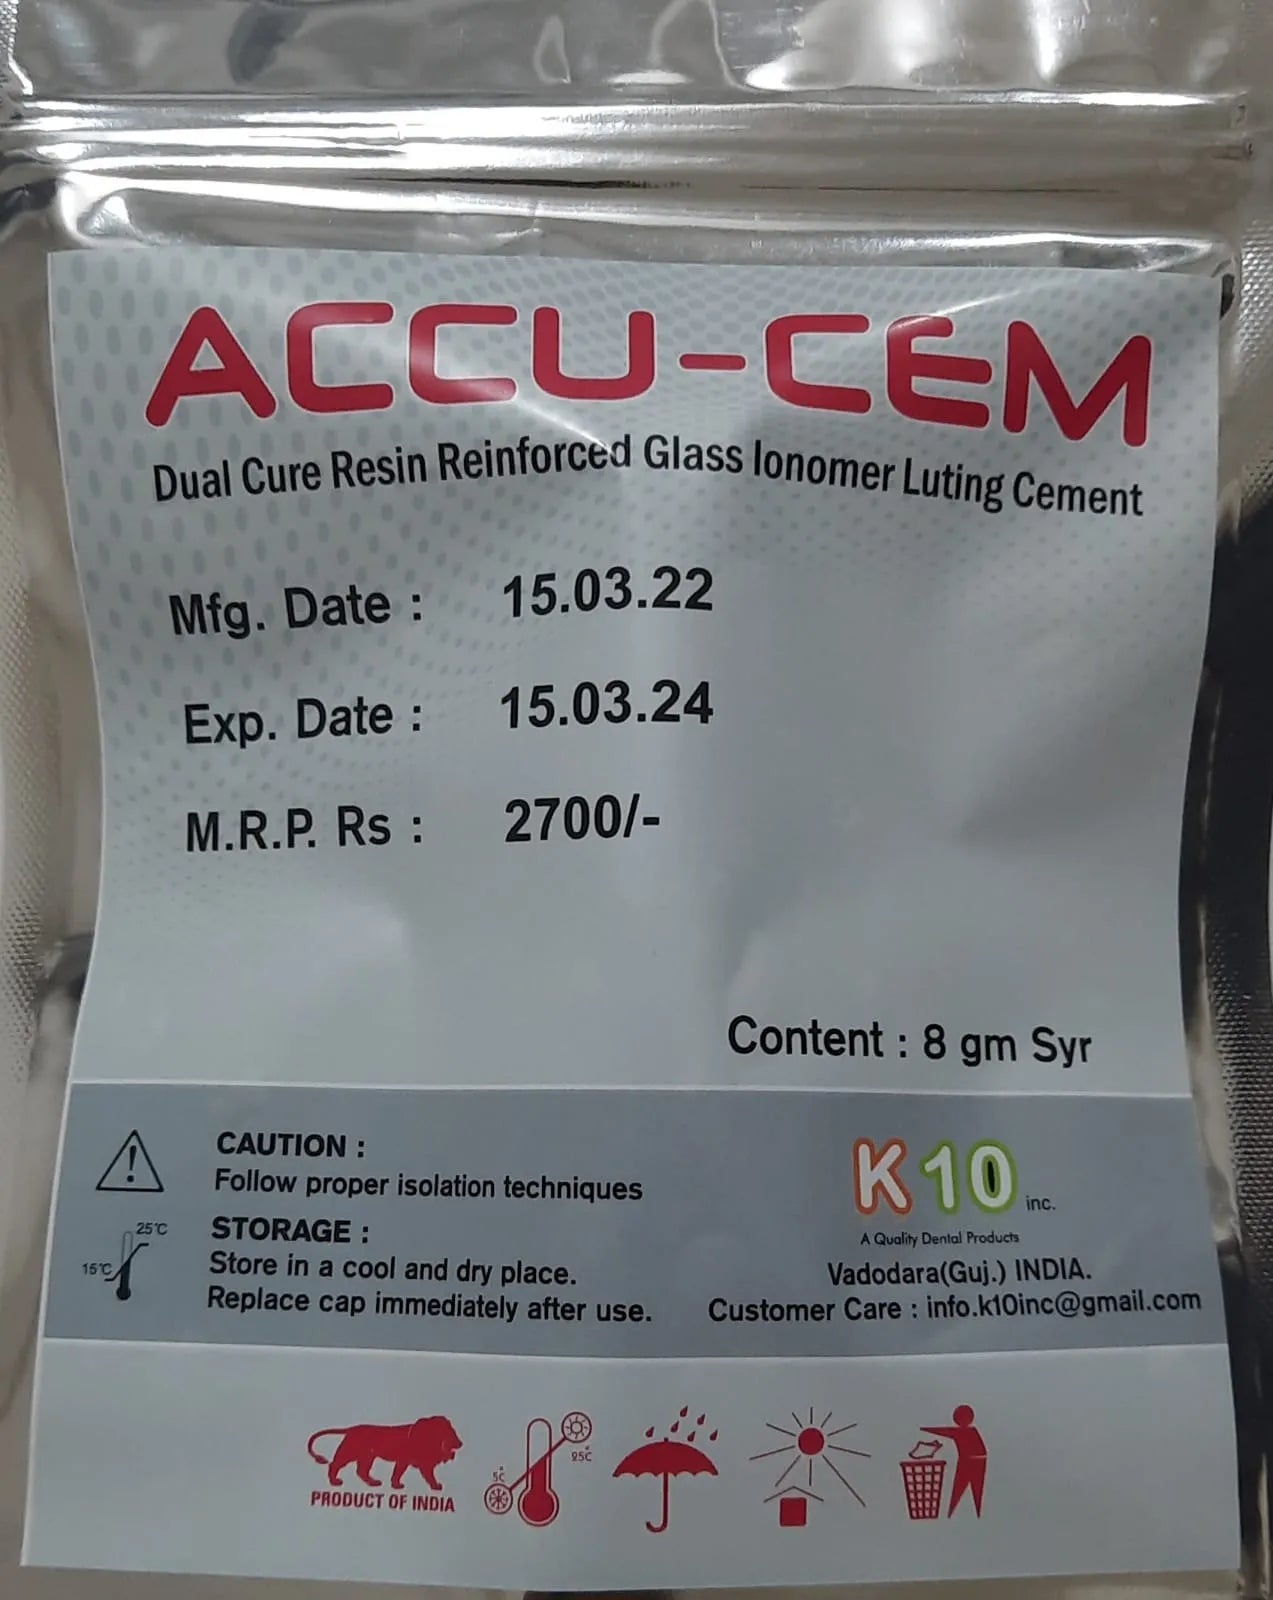 ACCU-CEM
Dual Cure Resin Reinforced Glass Ionomer Luting Cement
Mfg. Date : 15.03.22
Exp. Date : 15.03.24
M.R.P. Rs : 2700/-
Content : 8 gm Syr
CAUTION :
Follow proper isolation techniques
25°C
15°C
STORAGE :
Store in a cool and dry place.
Replace cap immediately after use.
K10 inc.
A Quality Dental Products
Vadodara(Guj.) INDIA.
Customer Care : info.k10inc@gmail.com
PRODUCT OF INDIA
5°C
25°C